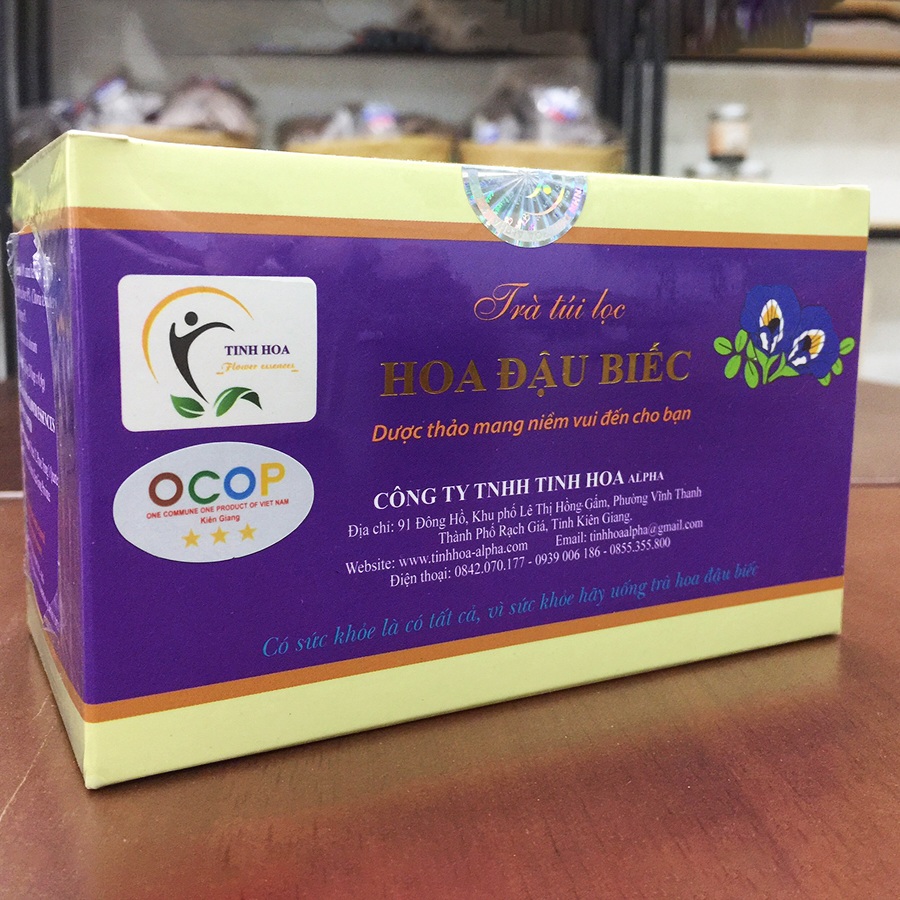 Trà túi lọc
HOA ĐẬU BIẾC
Dược thảo mang niềm vui đến cho bạn
TINH HOA
Flower essences
OCOP
ONE COMMUNE ONE PRODUCT OF VIET NAM
Kiên Giang
CÔNG TY TNHH TINH HOA ALPHA
Địa chỉ: 91 Đông Hồ, Khu phố Lê Thị Hồng Gấm, Phường Vĩnh Thanh
Thành Phố Rạch Giá, Tỉnh Kiên Giang.
Website: www.tinhhoa-alpha.com Email: tinhhoaalpha@gmail.com
Điện thoại: 0842.070.177 - 0939 006 186 - 0855.355.800
Có sức khỏe là có tất cả, vì sức khỏe hãy uống trà hoa đậu biếc